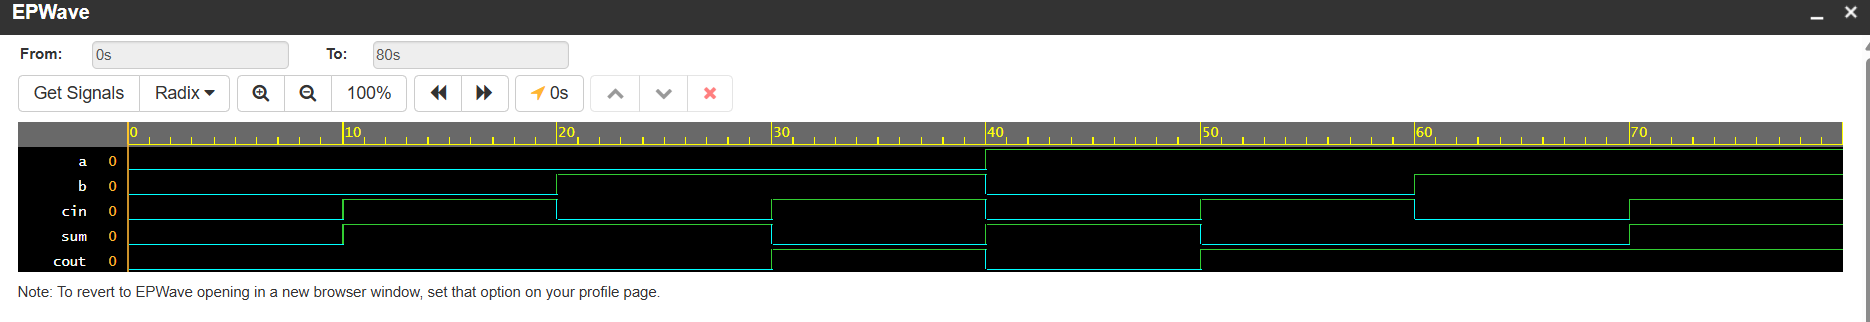 EPWave
From: 0s To: 80s
Get Signals Radix 100% 0s
0 10 20 30 40 50 60 70
a 0
b 0
cin 0
sum 0
cout 0
Note: To revert to EPWave opening in a new browser window, set that option on your profile page.